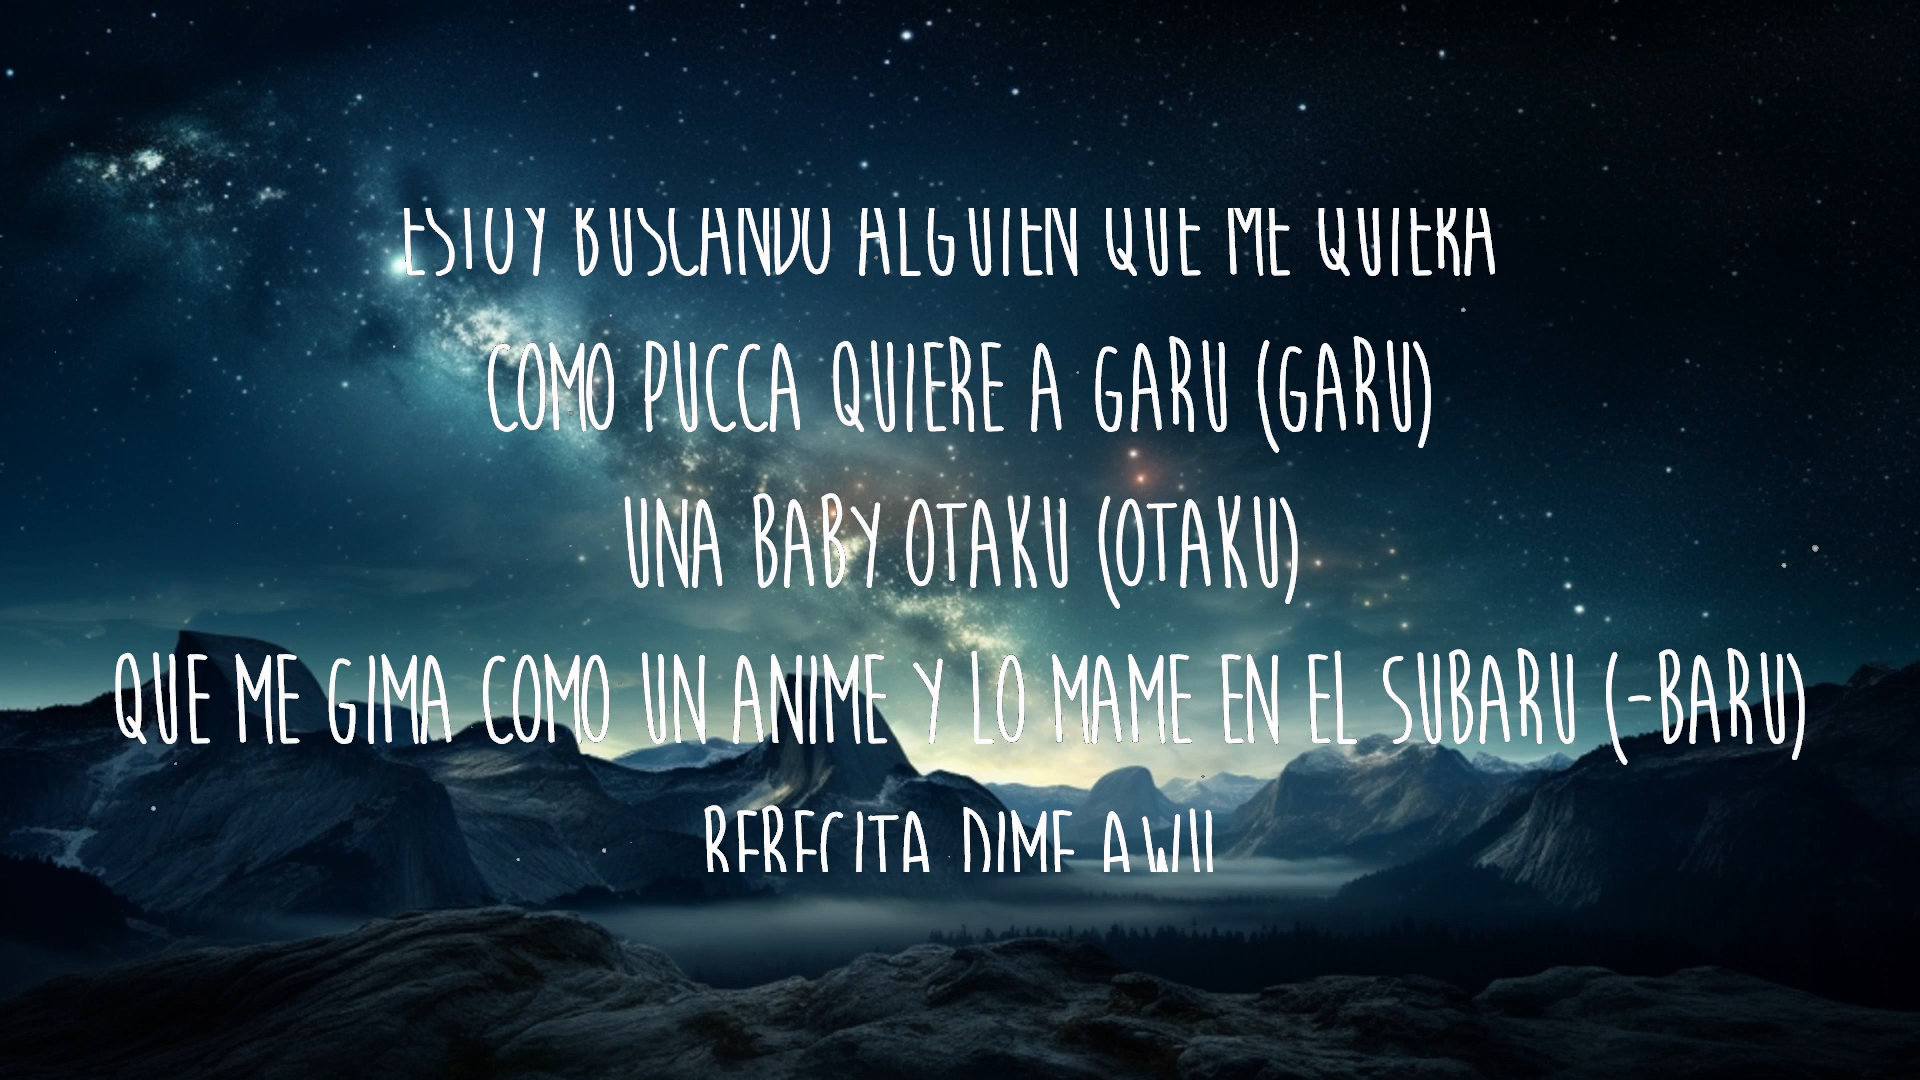 ESTOY BUSCANDO ALGUIEN QUE ME QUIERA
COMO PUCCA QUIERE A GARU (GARU)
UNA BABY OTAKU (OTAKU)
QUE ME GIMA COMO UN ANIME Y LO MAME EN EL SUBARU (-BARU)
BEBECITA DIME